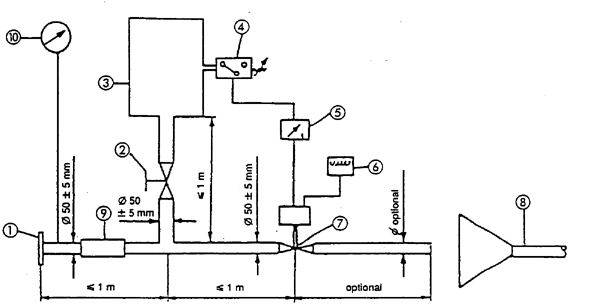 10
4
3
5
2
≤ 1 m
6
Ø 50 ± 5 mm
Ø 50
± 5 mm
Ø 50 ± 5 mm
Ø optional
9
7
8
1
≤ 1 m
≤ 1 m
optional